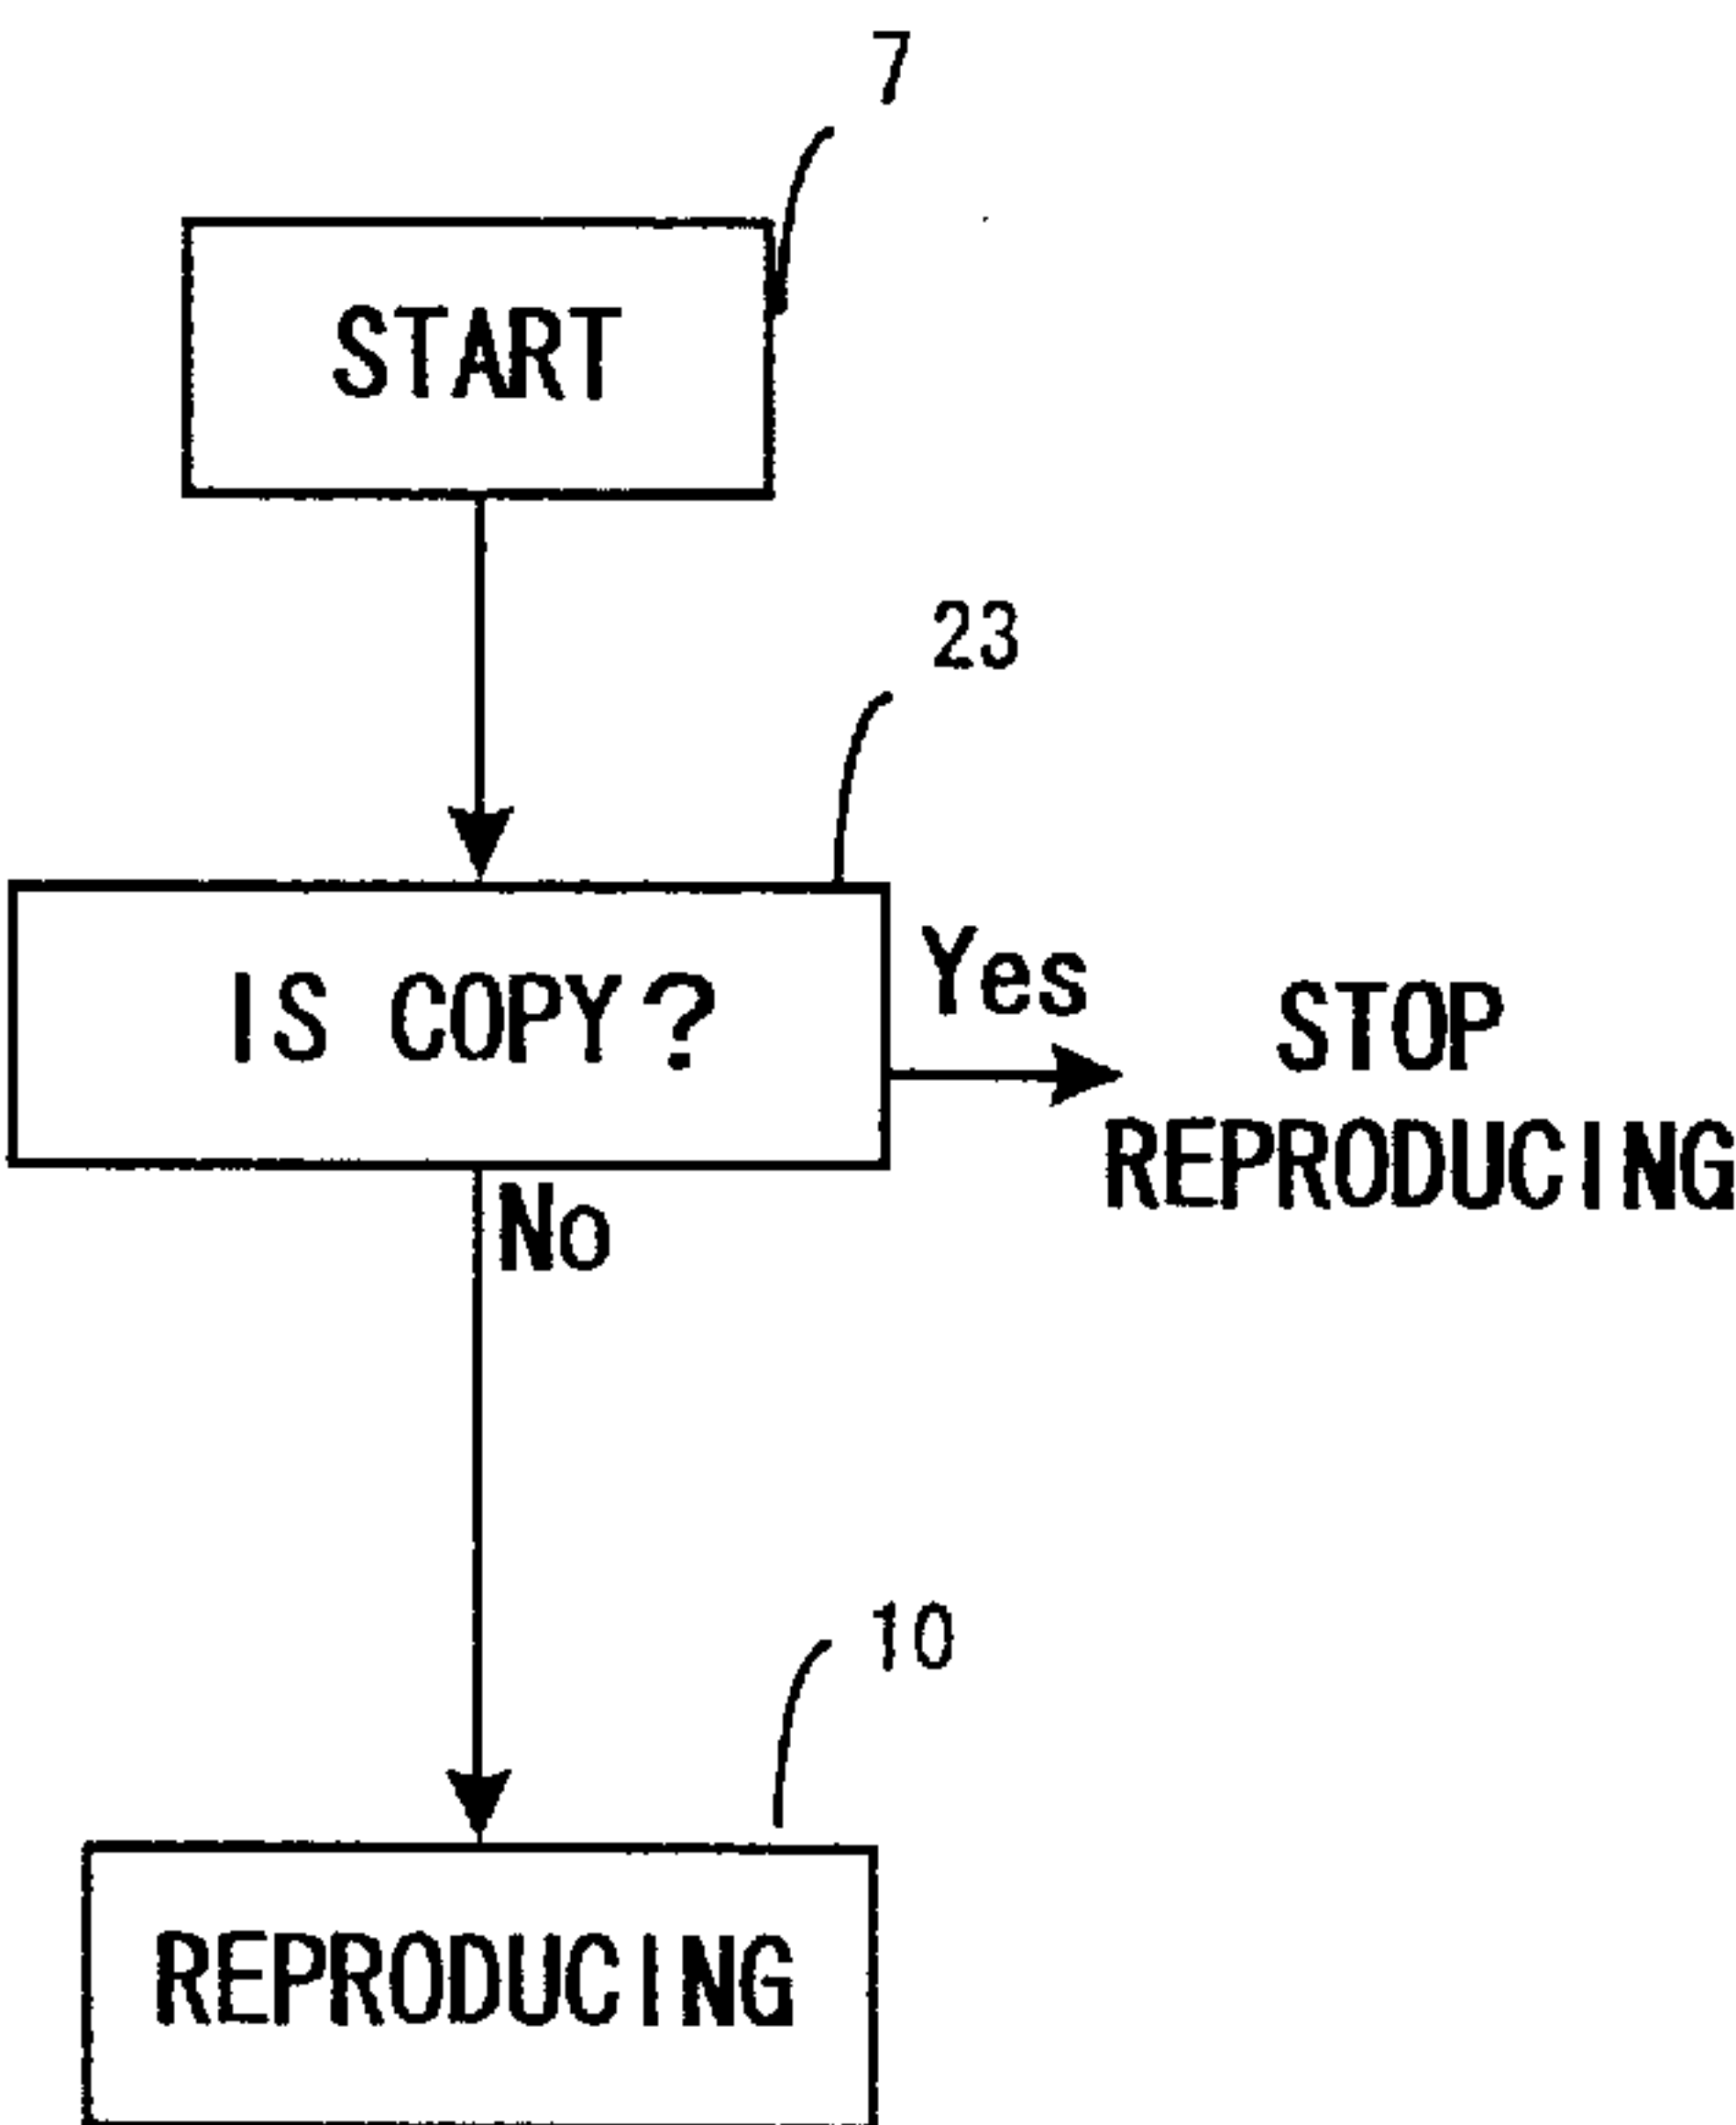 7
START
23
IS COPY?
Yes
STOP
REPRODUCING
No
10
REPRODUCING